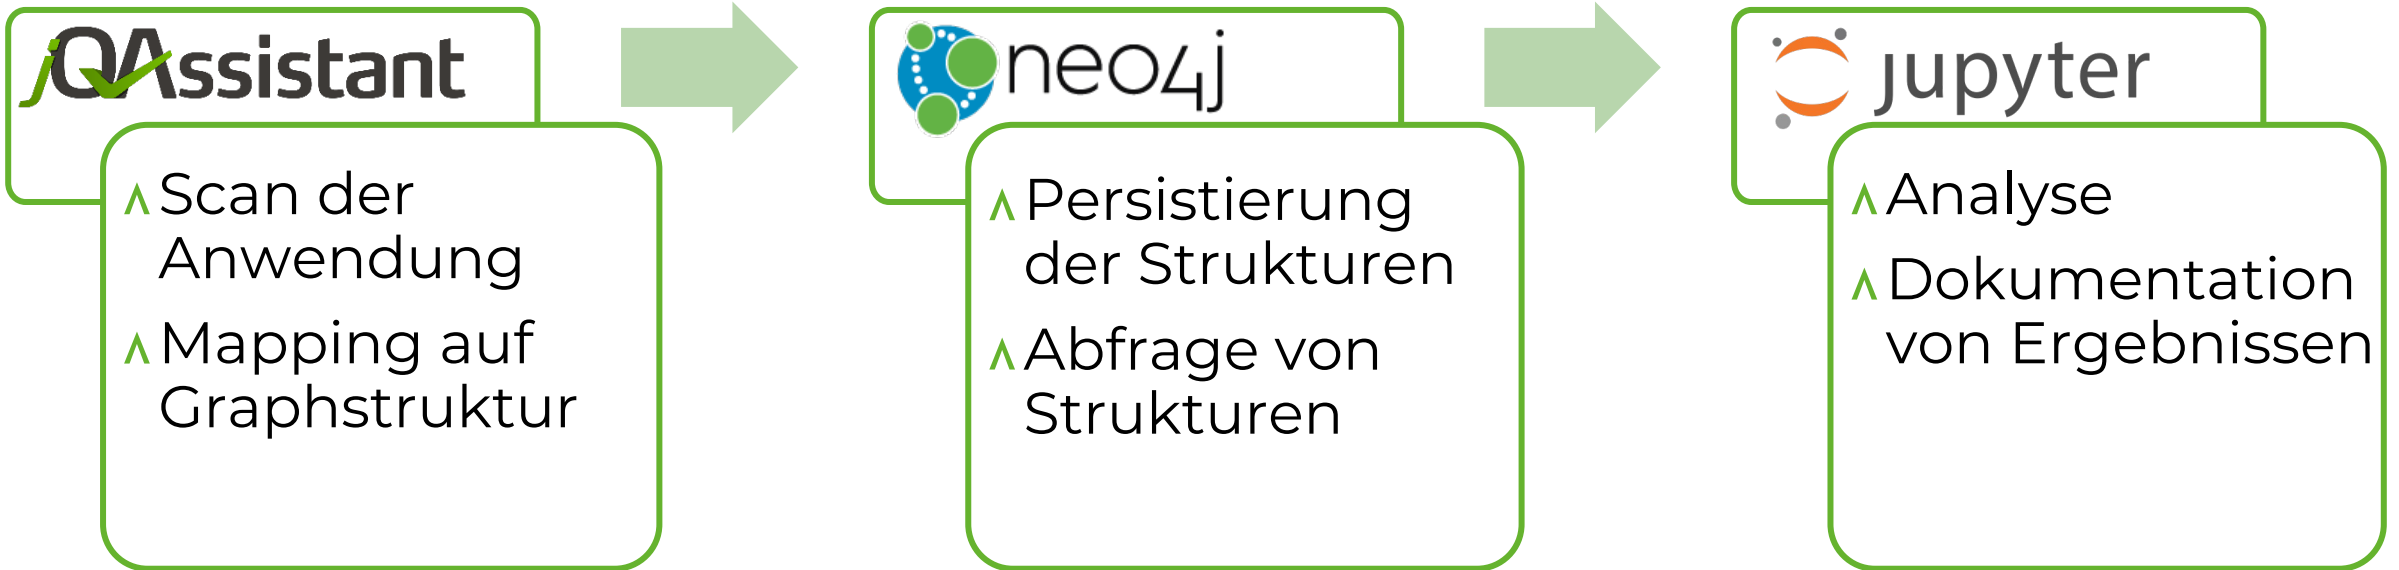 jQAssistant
Scan der
Anwendung
Mapping auf
Graphstruktur
neo4j
Persistierung
der Strukturen
Abfrage von
Strukturen
jupyter
Analyse
Dokumentation
von Ergebnissen